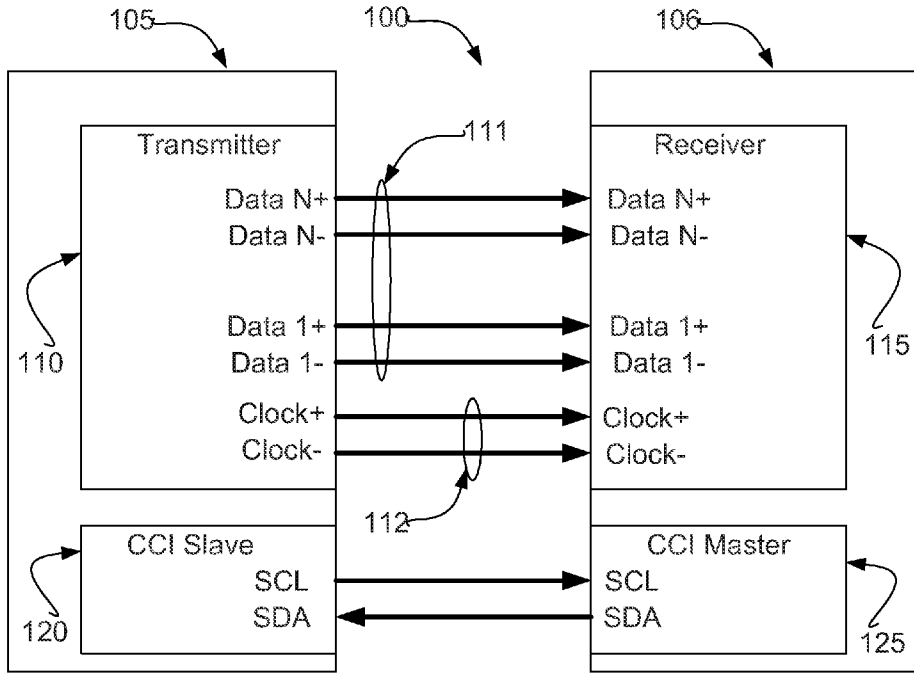 105
100
106
Transmitter
111
Receiver
Data N+
Data N+
Data N-
Data N-
110
Data 1+
Data 1+
115
Data 1-
Data 1-
Clock+
Clock+
Clock-
Clock-
112
CCI Slave
CCI Master
SCL
SCL
120
SDA
SDA
125